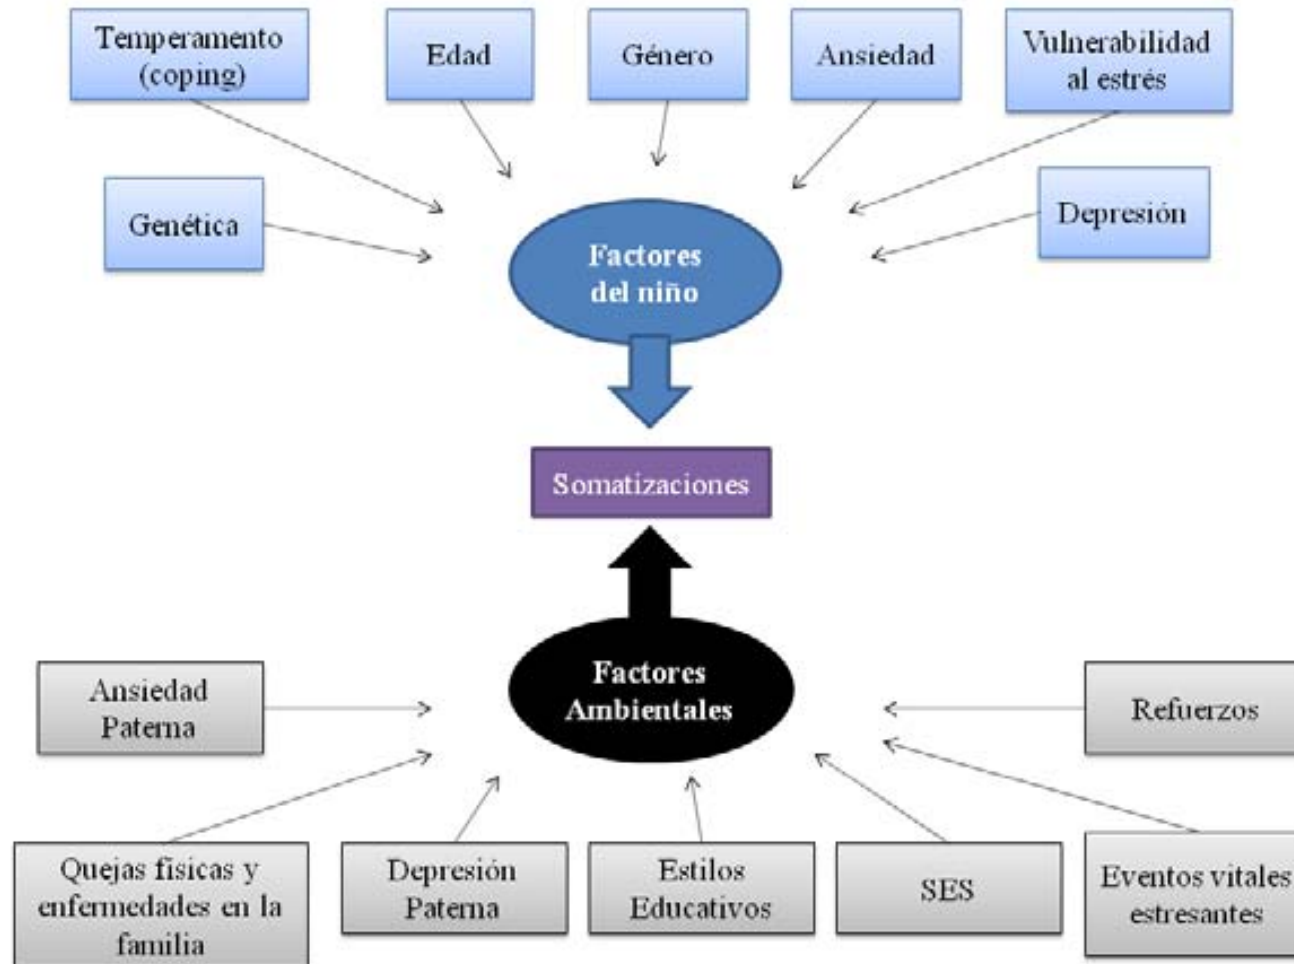 Temperamento
(coping)
Edad
Género
Ansiedad
Vulnerabilidad
al estrés
Genética
Depresión
Factores
del niño
Somatizaciones
Factores
Ambientales
Ansiedad
Paterna
Refuerzos
Quejas físicas y
enfermedades en la
familia
Depresión
Paterna
Estilos
Educativos
SES
Eventos vitales
estresantes